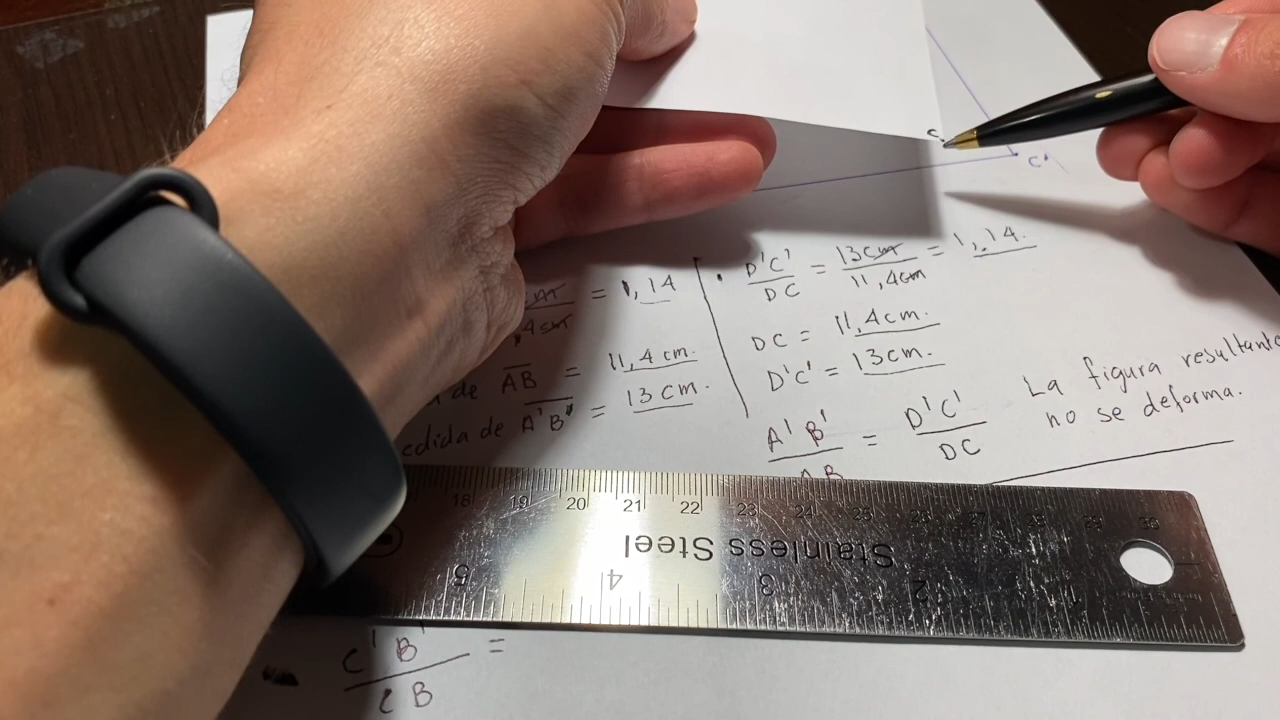 C'
C'
= 1,14
de AB = 11,4 cm.
edida de A'B' = 13 cm.
D'C' / DC = 13cm / 11,4cm = 1,14.
DC = 11,4 cm.
D'C' = 13cm.
A'B' / AB = D'C' / DC
La figura resultante
no se deforma.
18 19 20 21 22 23 24 25 26 27 28 29 30
Stainless Steel
5 4 3 2 1
C'B' / CB =